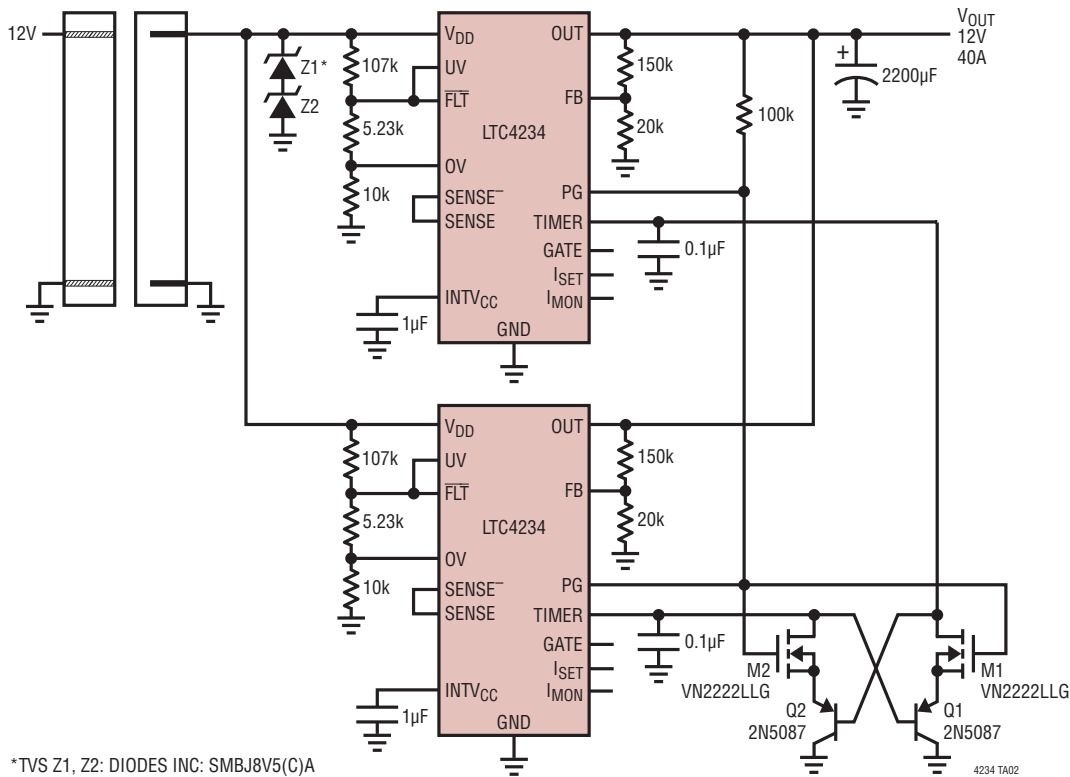 12V
Z1*
Z2
107k
5.23k
10k
VDD
UV
FLT
OV
SENSE–
SENSE
INTVCC
1µF
LTC4234
GND
OUT
FB
PG
TIMER
GATE
ISET
IMON
150k
20k
100k
0.1µF
2200µF
+
VOUT
12V
40A
107k
5.23k
10k
VDD
UV
FLT
OV
SENSE–
SENSE
INTVCC
1µF
LTC4234
GND
OUT
FB
PG
TIMER
GATE
ISET
IMON
150k
20k
0.1µF
M2
VN2222LLG
Q2
2N5087
M1
VN2222LLG
Q1
2N5087
*TVS Z1, Z2: DIODES INC: SMBJ8V5(C)A
4234 TA02